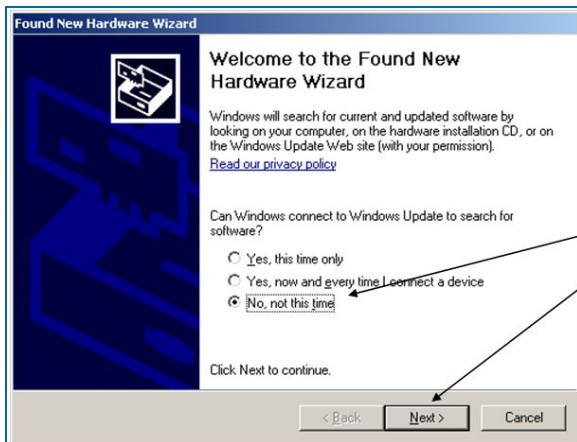 Found New Hardware Wizard
Welcome to the Found New
Hardware Wizard
Windows will search for current and updated software by
looking on your computer, on the hardware installation CD, or on
the Windows Update Web site (with your permission).
Read our privacy policy
Can Windows connect to Windows Update to search for
software?
Yes, this time only
Yes, now and every time I connect a device
No, not this time
Click Next to continue.
< Back Next > Cancel